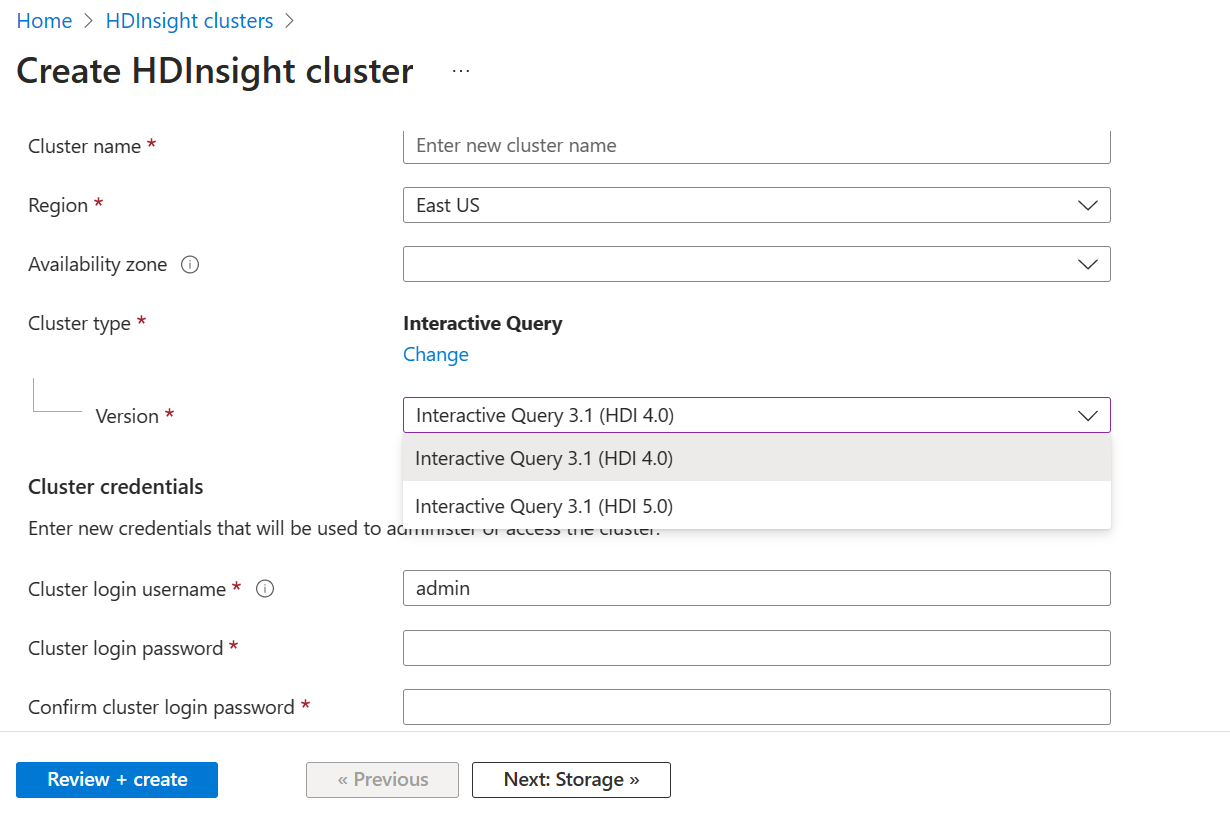 Home > HDInsight clusters >
Create HDInsight cluster ...
Cluster name * Enter new cluster name
Region * East US
Availability zone
Cluster type * Interactive Query
Change
Version * Interactive Query 3.1 (HDI 4.0)
Interactive Query 3.1 (HDI 4.0)
Cluster credentials
Interactive Query 3.1 (HDI 5.0)
Enter new credentials that will be used to administer or access the cluster.
Cluster login username * admin
Cluster login password *
Confirm cluster login password *
Review + create « Previous Next: Storage »